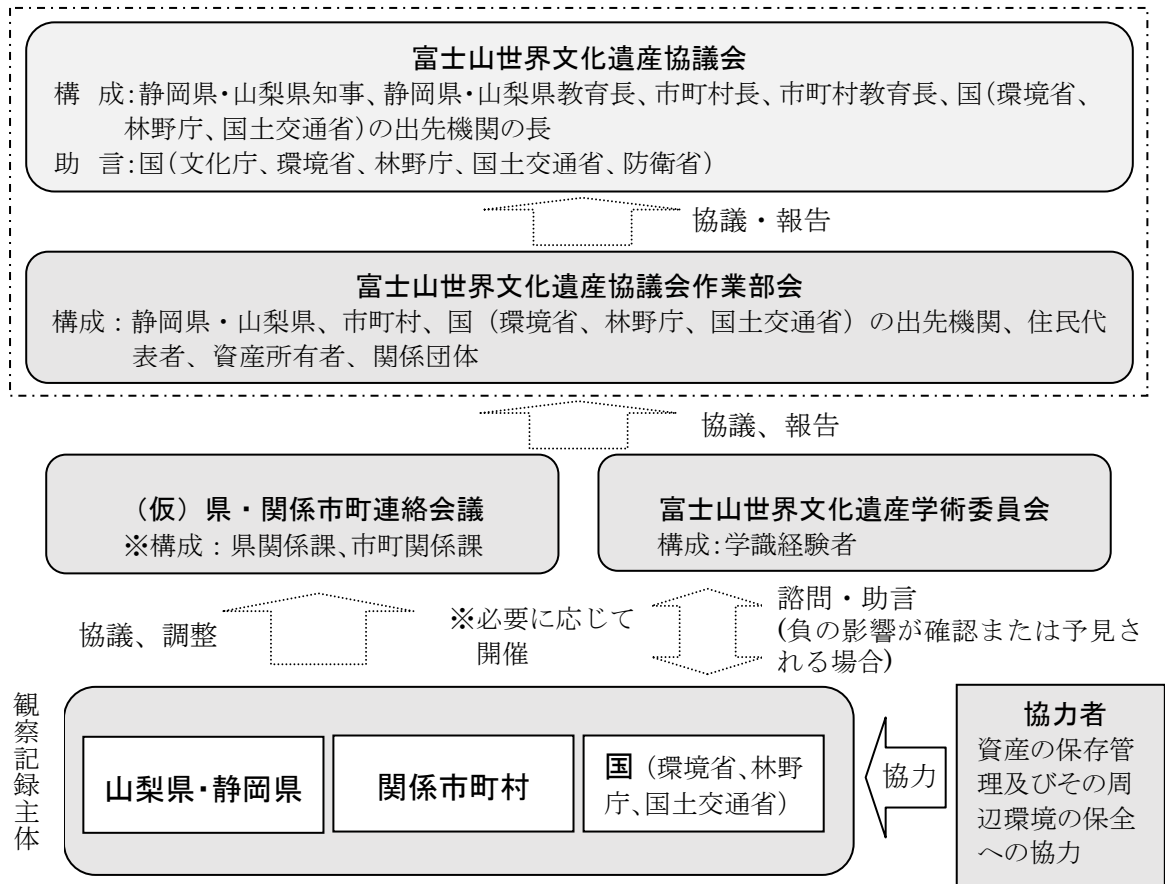 富士山世界文化遺産協議会
構　成：静岡県・山梨県知事、静岡県・山梨県教育長、市町村長、市町村教育長、国（環境省、
林野庁、国土交通省）の出先機関の長
助　言：国（文化庁、環境省、林野庁、国土交通省、防衛省）
協議・報告
富士山世界文化遺産協議会作業部会
構成：静岡県・山梨県、市町村、国（環境省、林野庁、国土交通省）の出先機関、住民代
表者、資産所有者、関係団体
協議、報告
（仮）県・関係市町連絡会議
※構成：県関係課、市町関係課
富士山世界文化遺産学術委員会
構成：学識経験者
協議、調整
※必要に応じて
開催
諮問・助言
(負の影響が確認または予見さ
れる場合)
観察記録主体
山梨県・静岡県
関係市町村
国（環境省、林野
庁、国土交通省）
協力
協力者
資産の保存管
理及びその周
辺環境の保全
への協力